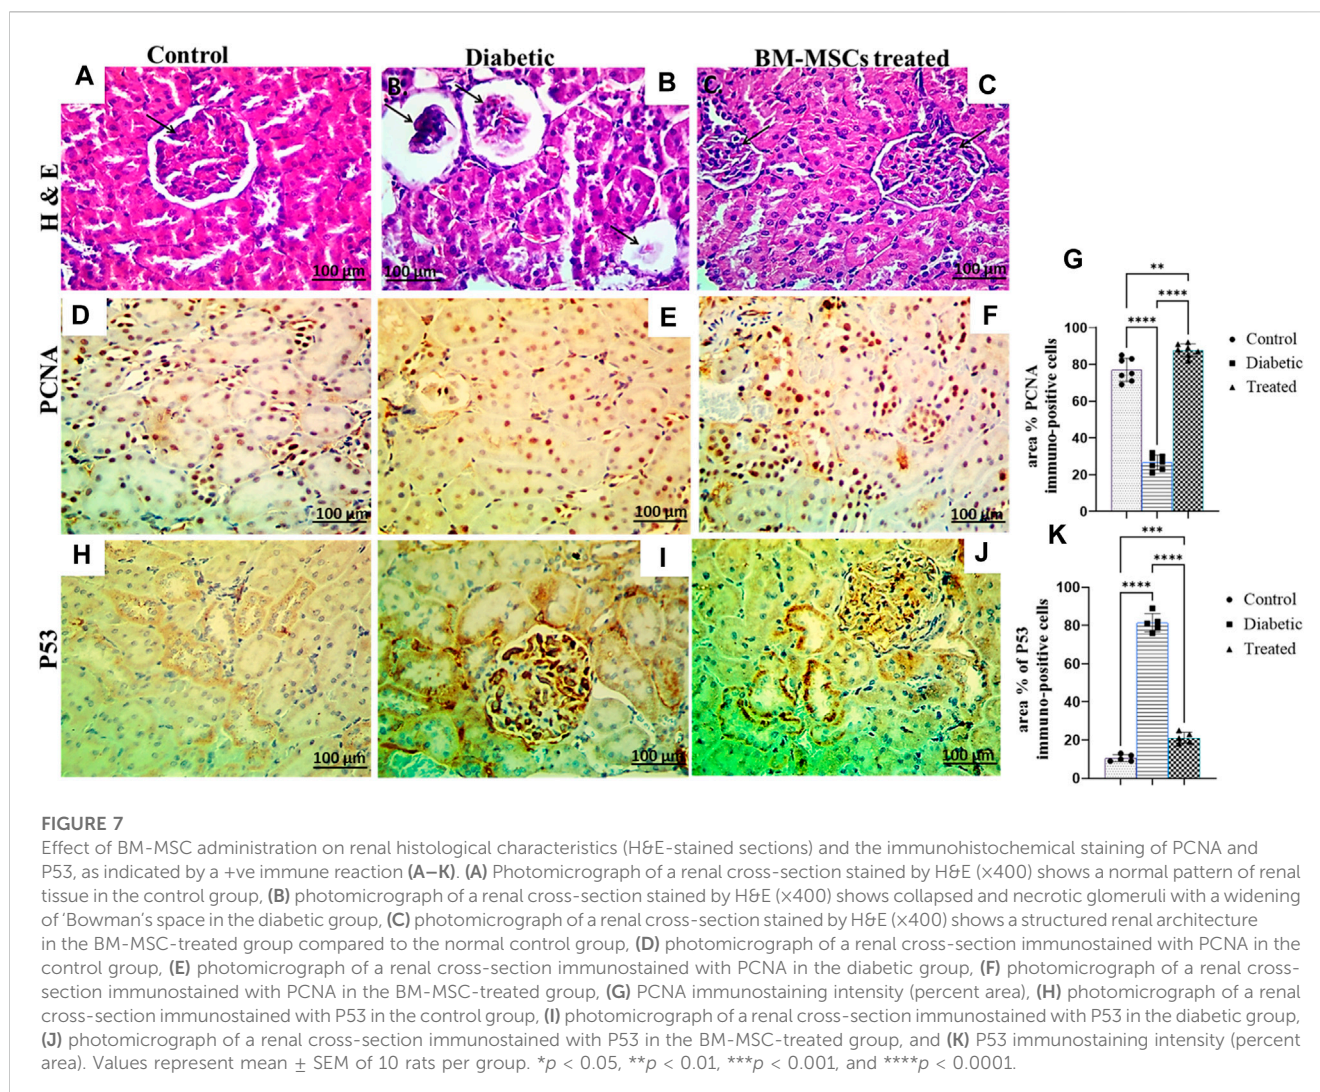 Control
Diabetic
BM-MSCs treated
H & E
A
100 µm
B
B
100 µm
C
C
100 µm
PCNA
D
100 µm
E
100 µm
F
100 µm
G
**
****
****
area % PCNA
immuno-positive cells
100
80
60
40
20
0
Control
Diabetic
Treated
P53
H
100 µm
I
100 µm
J
100 µm
K
***
****
****
area % of P53
immuno-positive cells
100
80
60
40
20
0
Control
Diabetic
Treated
FIGURE 7
Effect of BM-MSC administration on renal histological characteristics (H&E-stained sections) and the immunohistochemical staining of PCNA and
P53, as indicated by a +ve immune reaction (A–K). (A) Photomicrograph of a renal cross-section stained by H&E (×400) shows a normal pattern of renal
tissue in the control group, (B) photomicrograph of a renal cross-section stained by H&E (×400) shows collapsed and necrotic glomeruli with a widening
of ‘Bowman’s space in the diabetic group, (C) photomicrograph of a renal cross-section stained by H&E (×400) shows a structured renal architecture
in the BM-MSC-treated group compared to the normal control group, (D) photomicrograph of a renal cross-section immunostained with PCNA in the
control group, (E) photomicrograph of a renal cross-section immunostained with PCNA in the diabetic group, (F) photomicrograph of a renal cross-
section immunostained with PCNA in the BM-MSC-treated group, (G) PCNA immunostaining intensity (percent area), (H) photomicrograph of a renal
cross-section immunostained with P53 in the control group, (I) photomicrograph of a renal cross-section immunostained with P53 in the diabetic group,
(J) photomicrograph of a renal cross-section immunostained with P53 in the BM-MSC-treated group, and (K) P53 immunostaining intensity (percent
area). Values represent mean ± SEM of 10 rats per group. *p < 0.05, **p < 0.01, ***p < 0.001, and ****p < 0.0001.